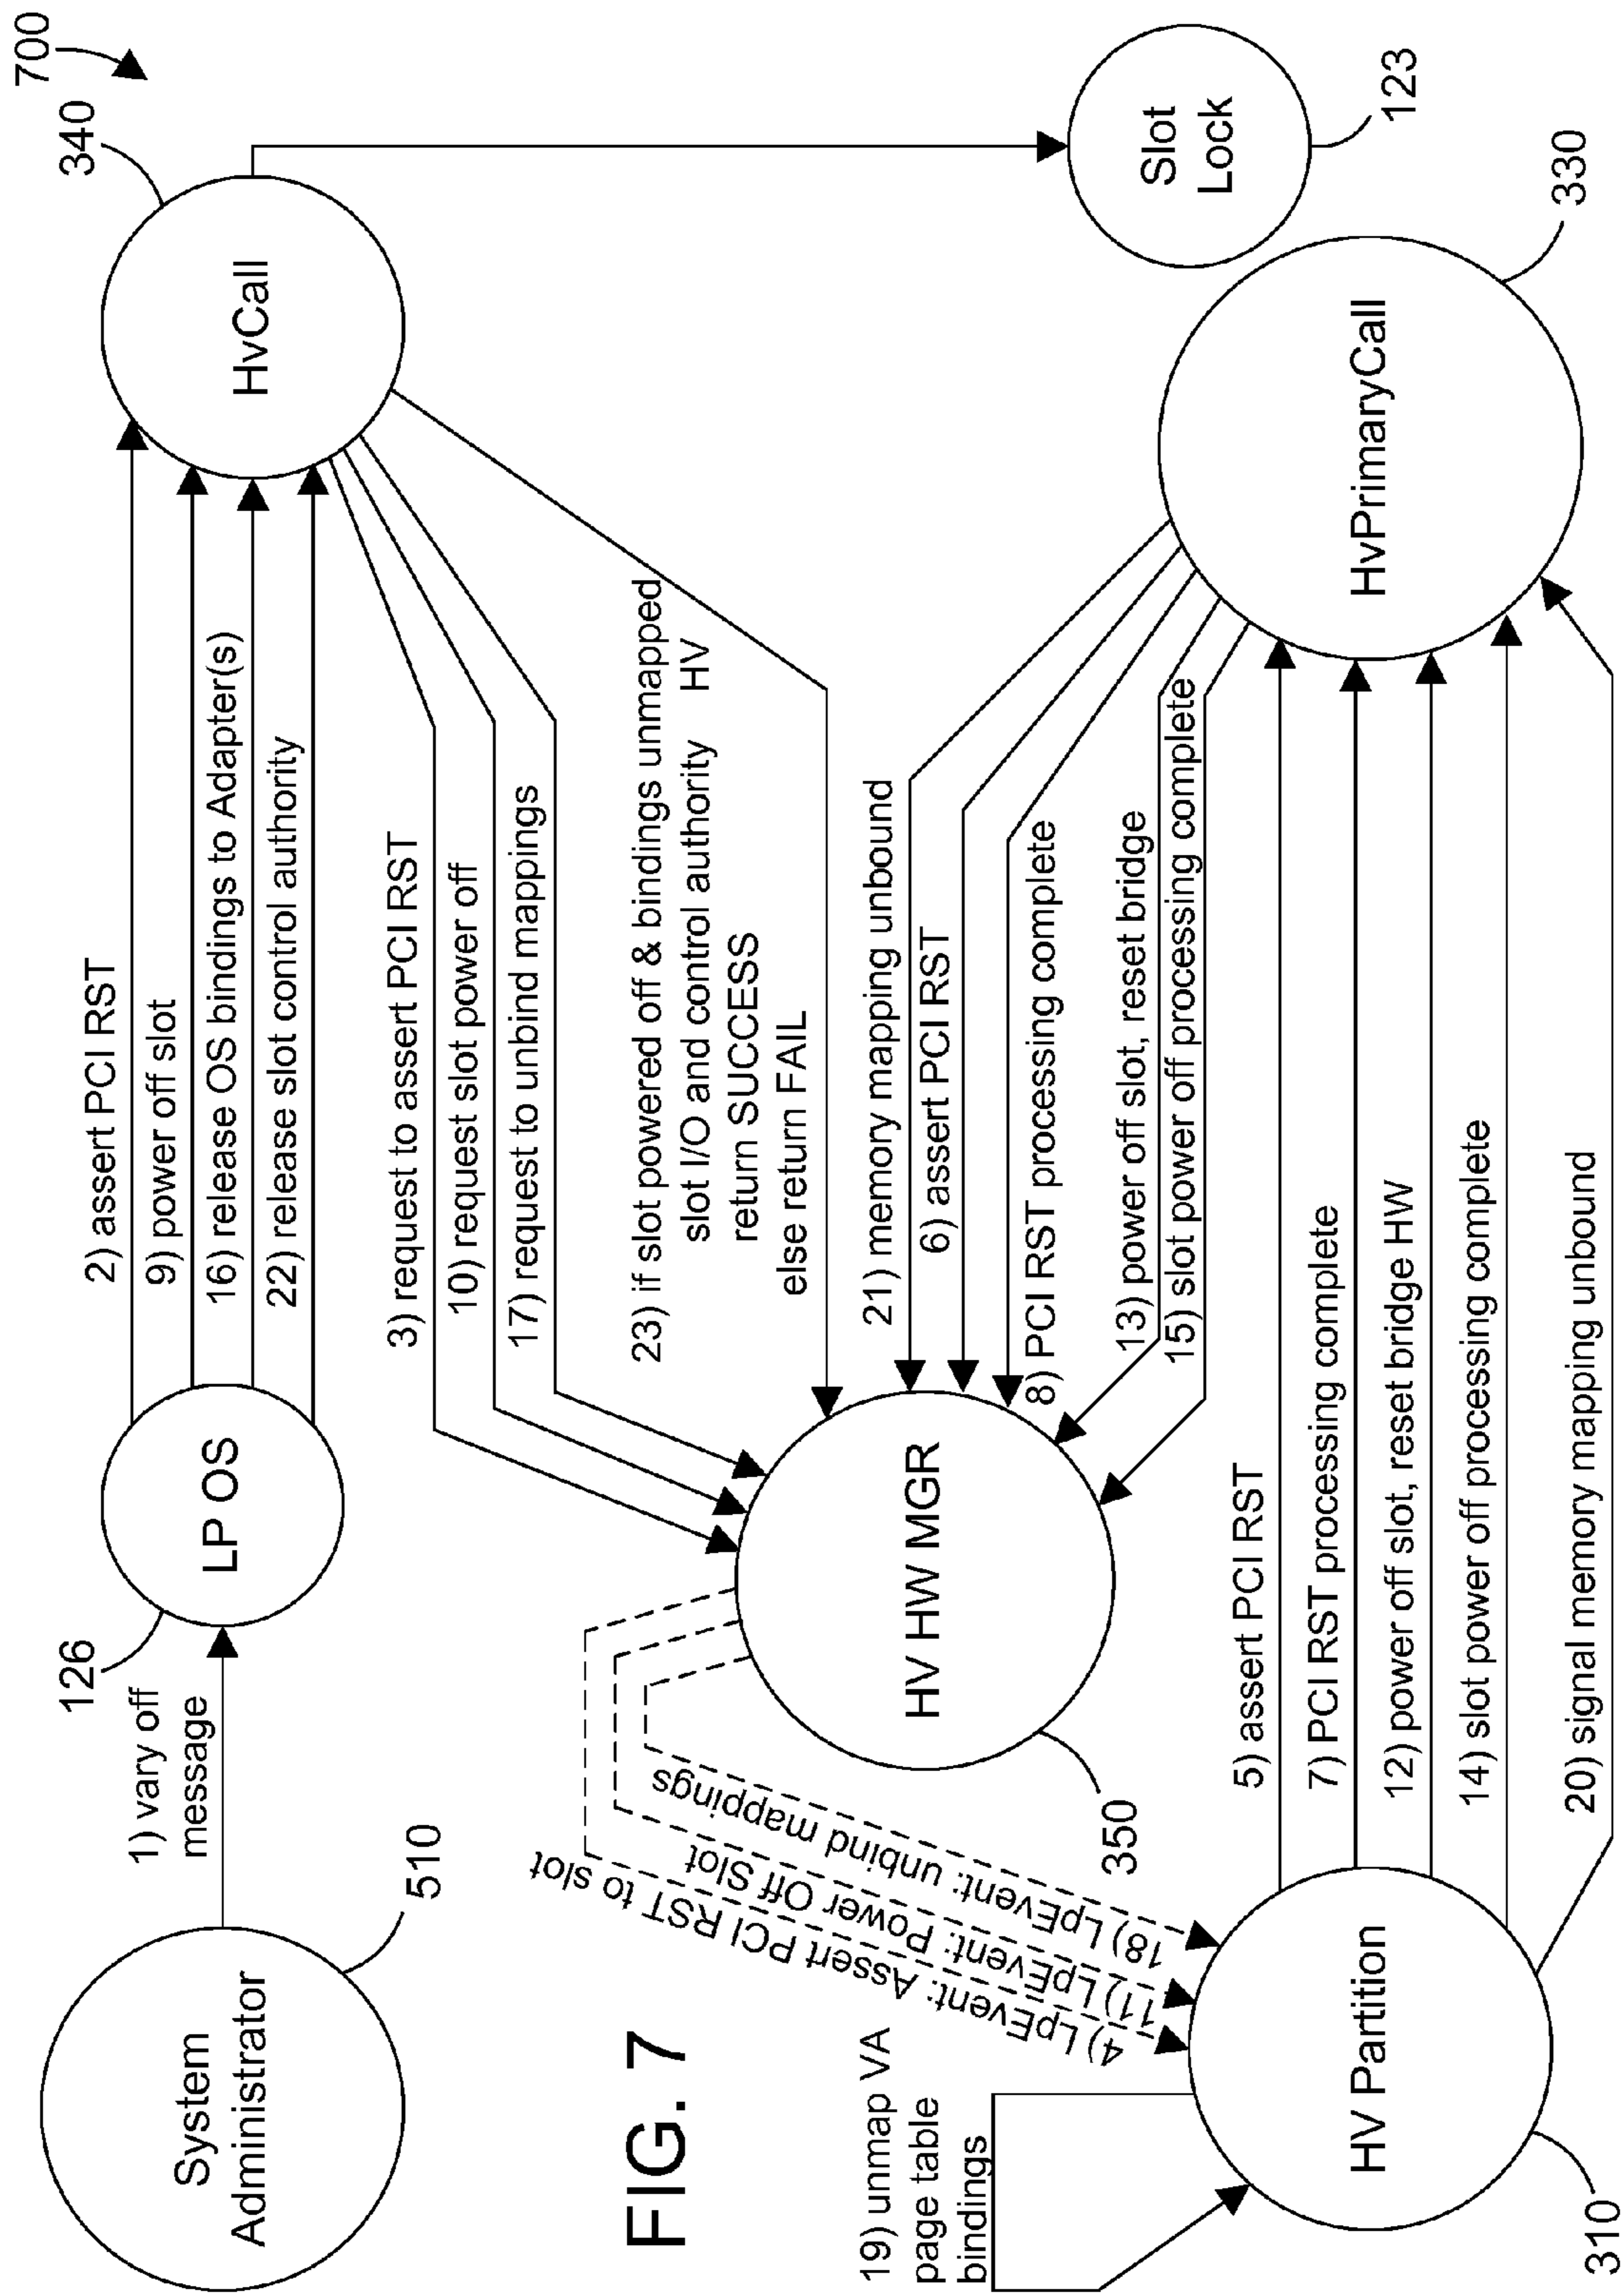 700
System
Administrator
510
1) vary off
message
126
LP OS
2) assert PCI RST
9) power off slot
16) release OS bindings to Adapter(s)
22) release slot control authority
340
HvCall
3) request to assert PCI RST
10) request slot power off
17) request to unbind mappings
23) if slot powered off & bindings unmapped
slot I/O and control authority HV
return SUCCESS
else return FAIL
Slot
Lock
123
FIG. 7
4) LpEvent: Assert PCI RST to slot
11) LpEvent: Power Off Slot
18) LpEvent: unbind mappings
HV HW MGR
350
21) memory mapping unbound
6) assert PCI RST
8) PCI RST processing complete
13) power off slot, reset bridge
15) slot power off processing complete
19) unmap VA
page table
bindings
HV Partition
310
5) assert PCI RST
7) PCI RST processing complete
12) power off slot, reset bridge HW
14) slot power off processing complete
20) signal memory mapping unbound
HvPrimaryCall
330